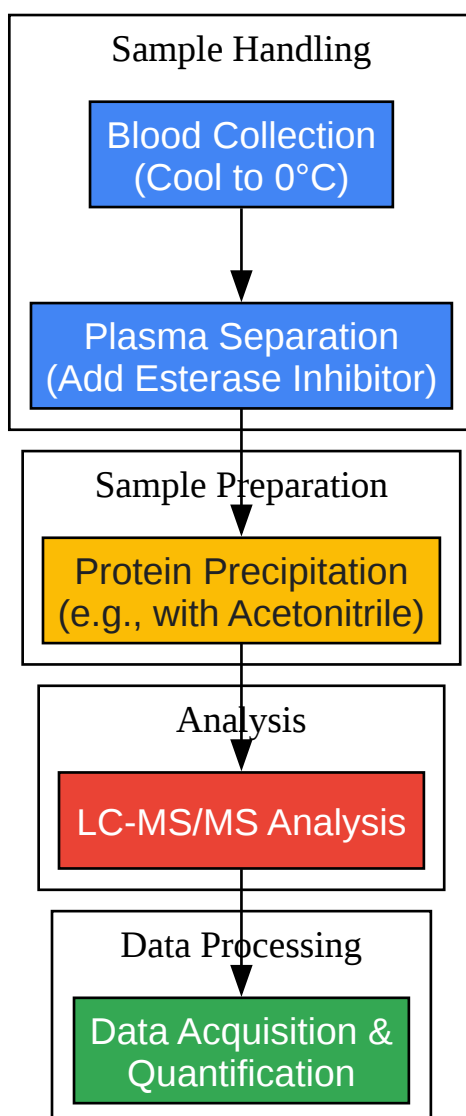 Sample Handling
Blood Collection
(Cool to 0°C)
Plasma Separation
(Add Esterase Inhibitor)
Sample Preparation
Protein Precipitation
(e.g., with Acetonitrile)
Analysis
LC-MS/MS Analysis
Data Processing
Data Acquisition &
Quantification